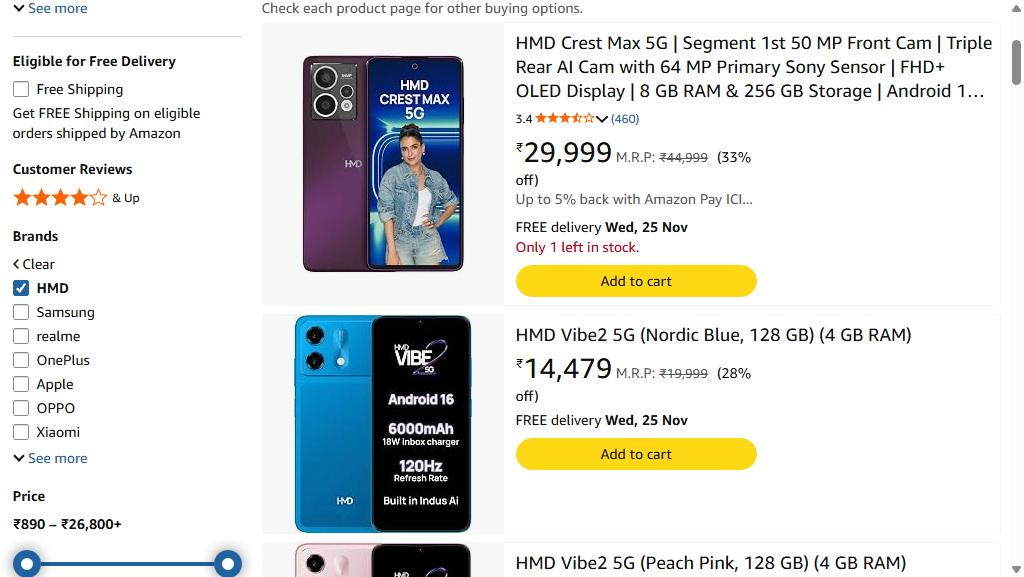 See more
Eligible for Free Delivery
Free Shipping
Get FREE Shipping on eligible
orders shipped by Amazon
Customer Reviews
& Up
Brands
Clear
HMD
Samsung
realme
OnePlus
Apple
OPPO
Xiaomi
See more
Price
₹890 – ₹26,800+
Check each product page for other buying options.
HMD
CREST MAX
5G
HMD
HMD Crest Max 5G | Segment 1st 50 MP Front Cam | Triple
Rear AI Cam with 64 MP Primary Sony Sensor | FHD+
OLED Display | 8 GB RAM & 256 GB Storage | Android 1…
3.4 (460)
₹29,999 M.R.P: ₹44,999 (33%
off)
Up to 5% back with Amazon Pay ICI…
FREE delivery Wed, 25 Nov
Only 1 left in stock.
Add to cart
HMD
VIBE2
5G
Android 16
6000mAh
18W inbox charger
120Hz
Refresh Rate
Built in Indus Ai
HMD
HMD Vibe2 5G (Nordic Blue, 128 GB) (4 GB RAM)
₹14,479 M.R.P: ₹19,999 (28%
off)
FREE delivery Wed, 25 Nov
Add to cart
HMD
HMD Vibe2 5G (Peach Pink, 128 GB) (4 GB RAM)